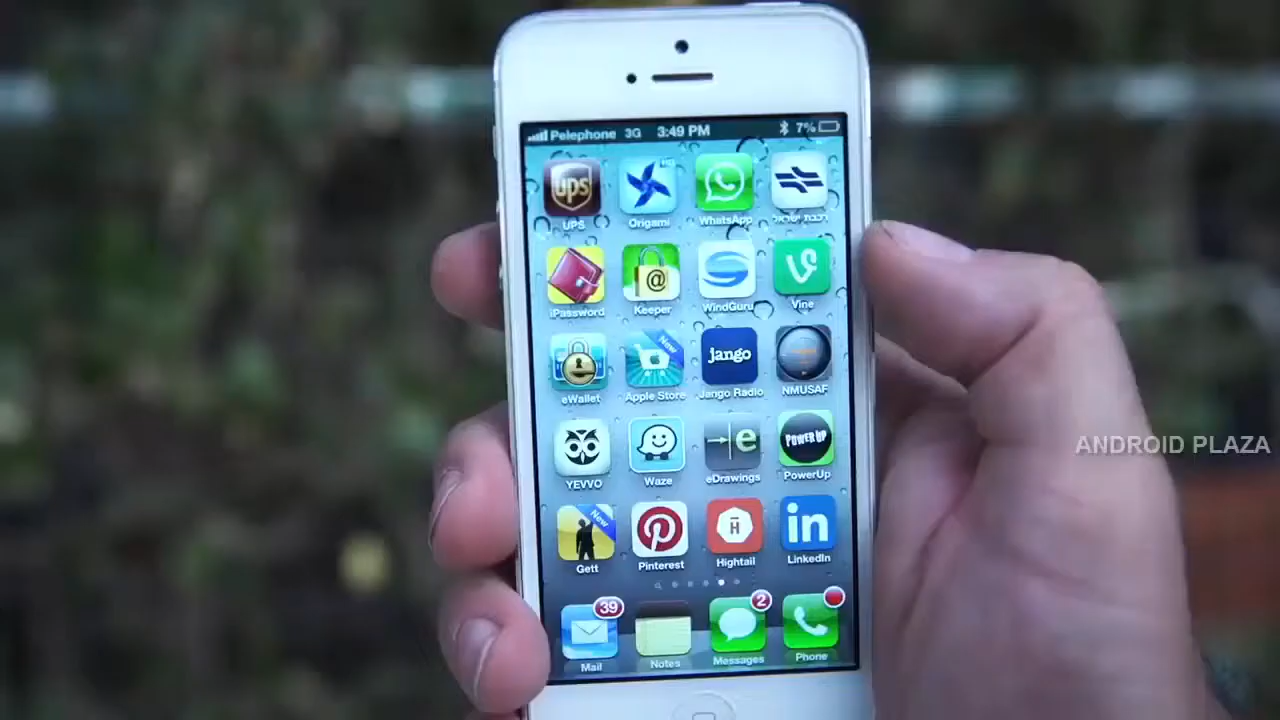 Pelephone 3G 3:49 PM 7%
ups HD
UPS Origami WhatsApp רכבת ישראל
@
iPassword Keeper WindGuru Vine
New jango
eWallet Apple Store Jango Radio NMUSAF
e POWER UP
YEVVO Waze eDrawings PowerUp
ANDROID PLAZA
New H in
Gett Pinterest Hightail LinkedIn
39 2
Mail Notes Messages Phone